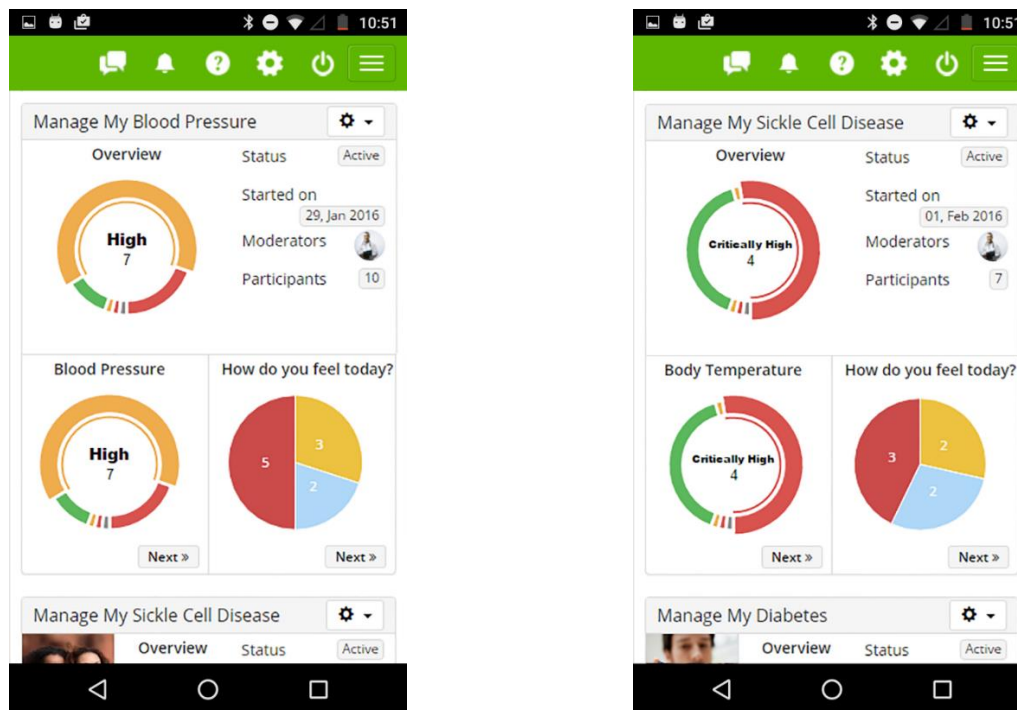 10:51
?
Manage My Blood Pressure
Overview
Status Active
Started on
29, Jan 2016
High
7
Moderators
Participants 10
Blood Pressure
How do you feel today?
High
7
5
3
2
Next »
Next »
Manage My Sickle Cell Disease
Overview
Status Active
10:51
?
Manage My Sickle Cell Disease
Overview
Status Active
Started on
01, Feb 2016
Critically High
4
Moderators
Participants 7
Body Temperature
How do you feel today?
Critically High
4
3
2
2
Next »
Next »
Manage My Diabetes
Overview
Status Active